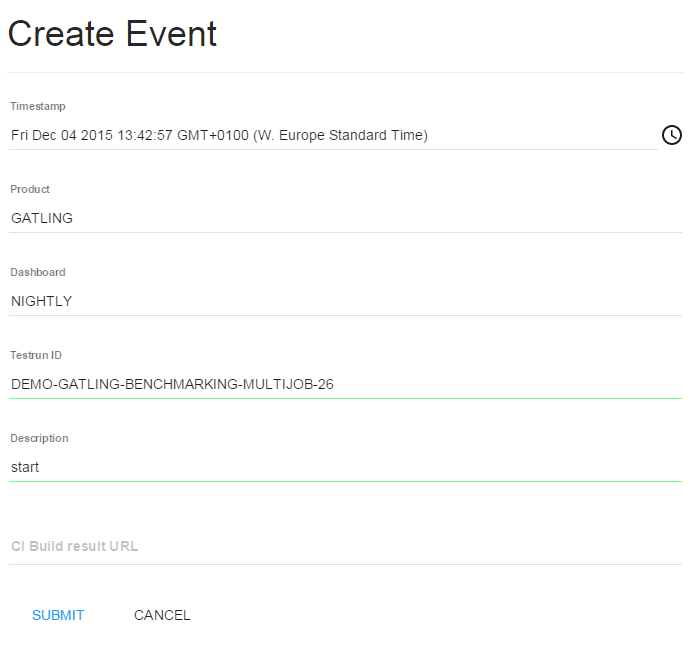 Create Event
Timestamp
Fri Dec 04 2015 13:42:57 GMT+0100 (W. Europe Standard Time)
Product
GATLING
Dashboard
NIGHTLY
Testrun ID
DEMO-GATLING-BENCHMARKING-MULTIJOB-26
Description
start
CI Build result URL
SUBMIT CANCEL